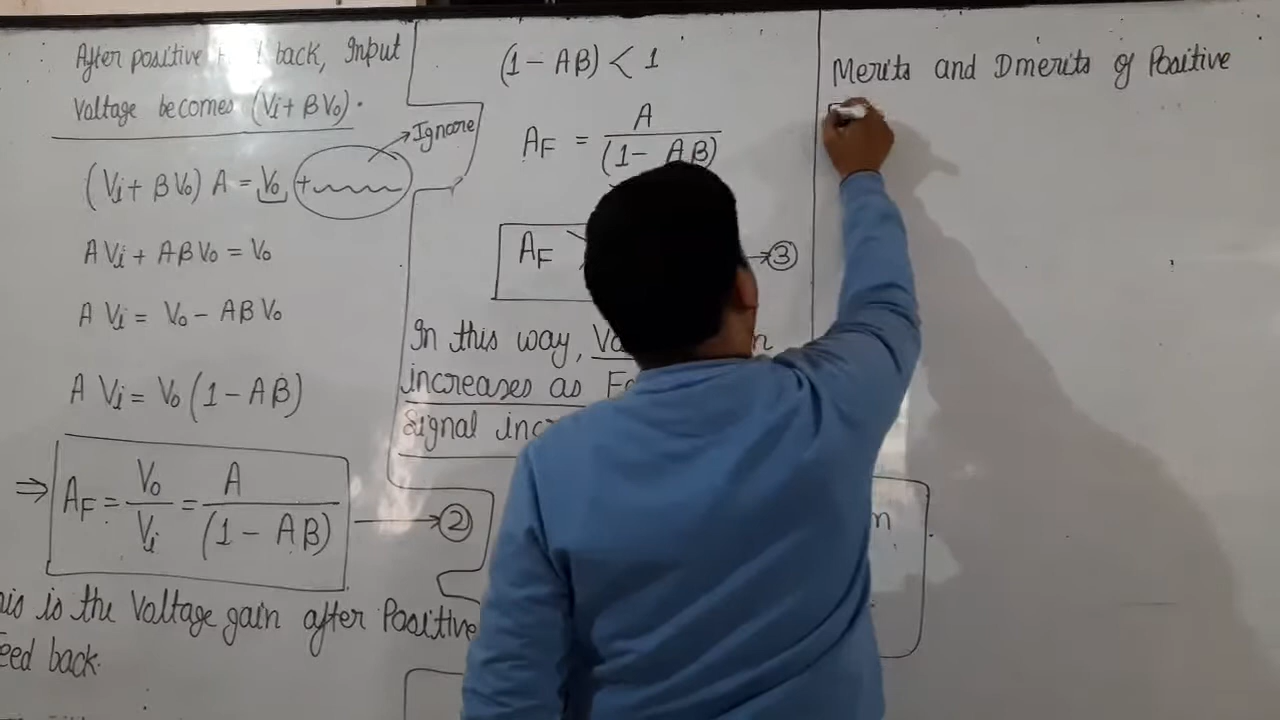 After positive back, Input
Voltage becomes (Vi + βVo).
(Vi + βVo) A = Vo + Ignore
AVi + AβVo = Vo
A Vi = Vo - AβVo
A Vi = Vo (1 - Aβ)
⇒ AF = Vo/Vi = A/(1 - Aβ) → ②
is is the Voltage gain after Positive
eed back.
(1 - Aβ) < 1
AF = A/(1 - Aβ)
AF → ③
In this way,
increases as
Signal
Merits and Dmerits of Positive